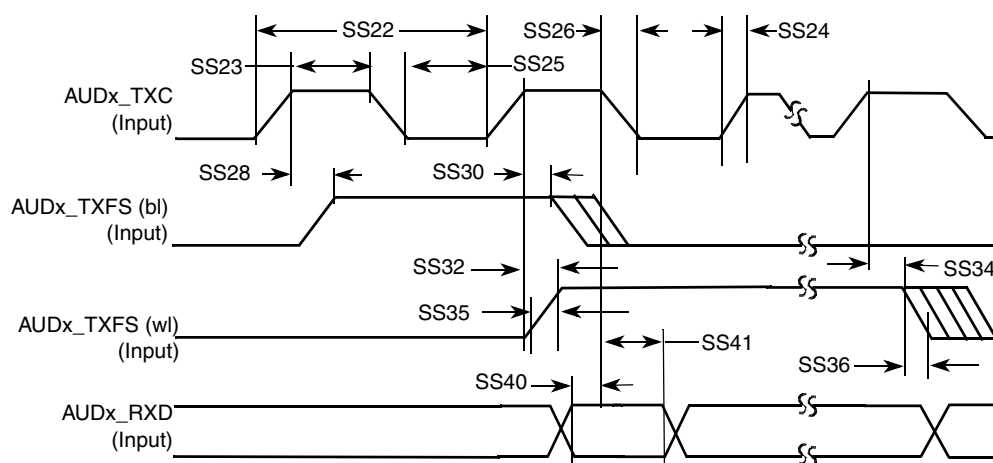 SS22
SS26
SS24
SS23
SS25
AUDx_TXC
(Input)
SS28
SS30
AUDx_TXFS (bl)
(Input)
SS32
SS34
SS35
AUDx_TXFS (wl)
(Input)
SS41
SS36
SS40
AUDx_RXD
(Input)